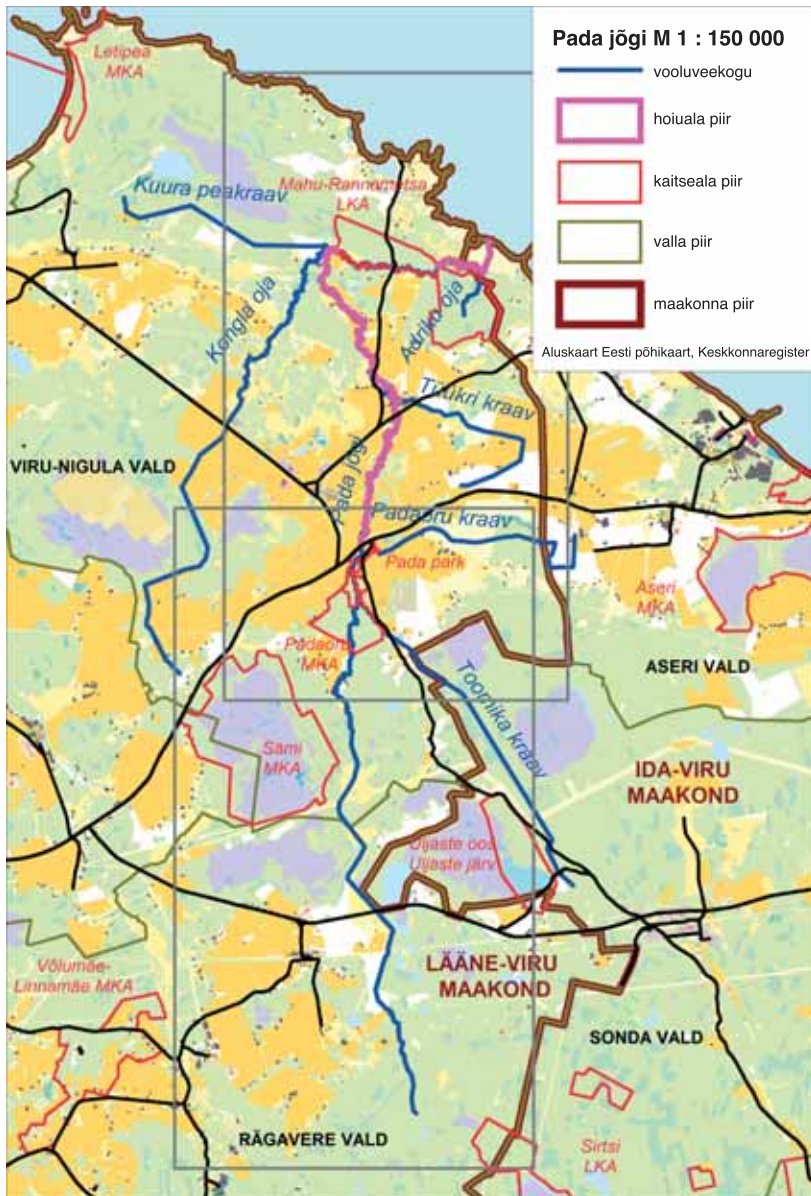 Pada jõgi M 1 : 150 000
vooluveekogu
hoiuala piir
kaitseala piir
valla piir
maakonna piir
Aluskaart Eesti põhikaart, Keskkonnaregister
Letipea
MKA
Kuura peakraav
Mahu-Rannametsa
LKA
Kongla oja
Adriko oja
Tuukri kraav
VIRU-NIGULA VALD
Pada jõgi
Padaoru kraav
Pada park
Aseri
MKA
Padaoru
MKA
ASERI VALD
Toomika kraav
Sämi
MKA
IDA-VIRU
MAAKOND
Uljaste oos
Uljaste järv
Võlumäe-
Linnamäe MKA
LÄÄNE-VIRU
MAAKOND
SONDA VALD
RÄGAVERE VALD
Sirtsi
LKA